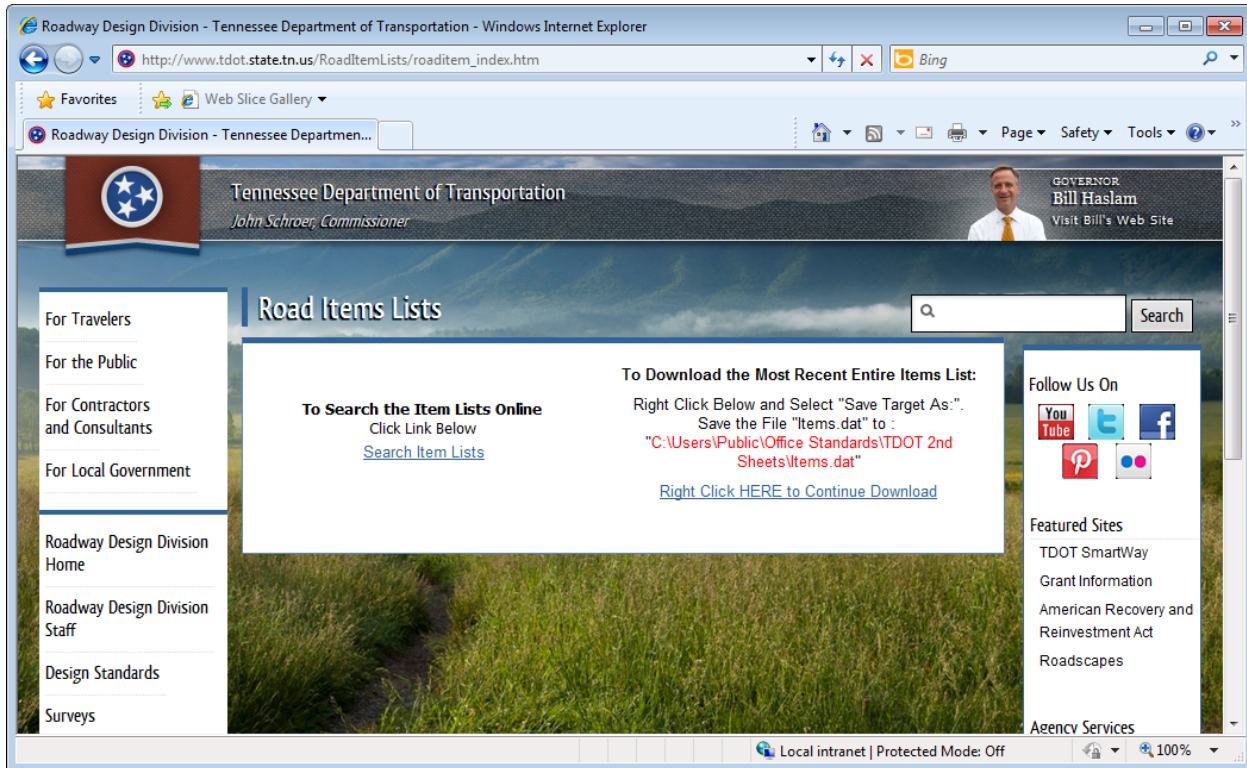 Roadway Design Division - Tennessee Department of Transportation - Windows Internet Explorer
http://www.tdot.state.tn.us/RoadItemLists/roaditem_index.htm
Bing
Favorites
Web Slice Gallery
Roadway Design Division - Tennessee Departmen...
Page
Safety
Tools
Tennessee Department of Transportation
John Schroer, Commissioner
GOVERNOR
Bill Haslam
Visit Bill's Web Site
Road Items Lists
Search
For Travelers
For the Public
For Contractors
and Consultants
For Local Government
Roadway Design Division
Home
Roadway Design Division
Staff
Design Standards
Surveys
To Search the Item Lists Online
Click Link Below
Search Item Lists
To Download the Most Recent Entire Items List:
Right Click Below and Select "Save Target As:".
Save the File "Items.dat" to :
"C:\Users\Public\Office Standards\TDOT 2nd
Sheets\Items.dat"
Right Click HERE to Continue Download
Follow Us On
You
Tube
Featured Sites
TDOT SmartWay
Grant Information
American Recovery and
Reinvestment Act
Roadscapes
Agency Services
Local intranet | Protected Mode: Off
100%